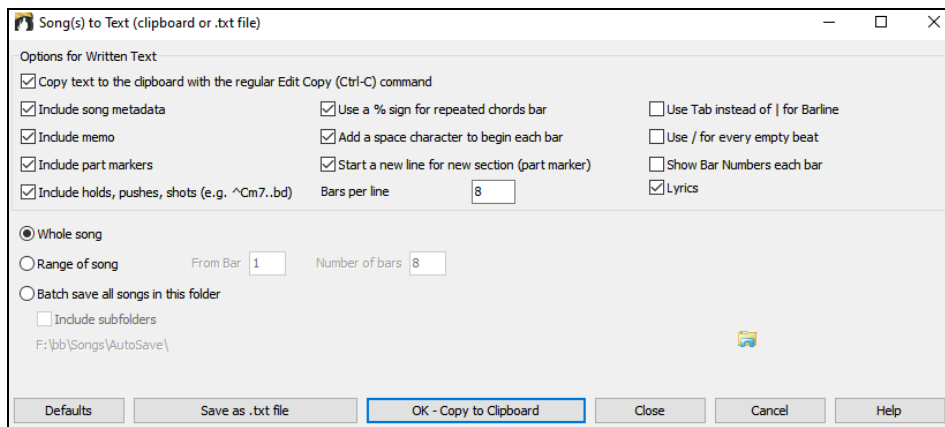 Song(s) to Text (clipboard or .txt file)
Options for Written Text
Copy text to the clipboard with the regular Edit Copy (Ctrl-C) command
Include song metadata Use a % sign for repeated chords bar Use Tab instead of | for Barline
Include memo Add a space character to begin each bar Use / for every empty beat
Include part markers Start a new line for new section (part marker) Show Bar Numbers each bar
Include holds, pushes, shots (e.g. ^Cm7..bd) Bars per line 8 Lyrics
Whole song
Range of song From Bar 1 Number of bars 8
Batch save all songs in this folder
Include subfolders
F:\bb\Songs\AutoSave\
Defaults Save as .txt file OK - Copy to Clipboard Close Cancel Help